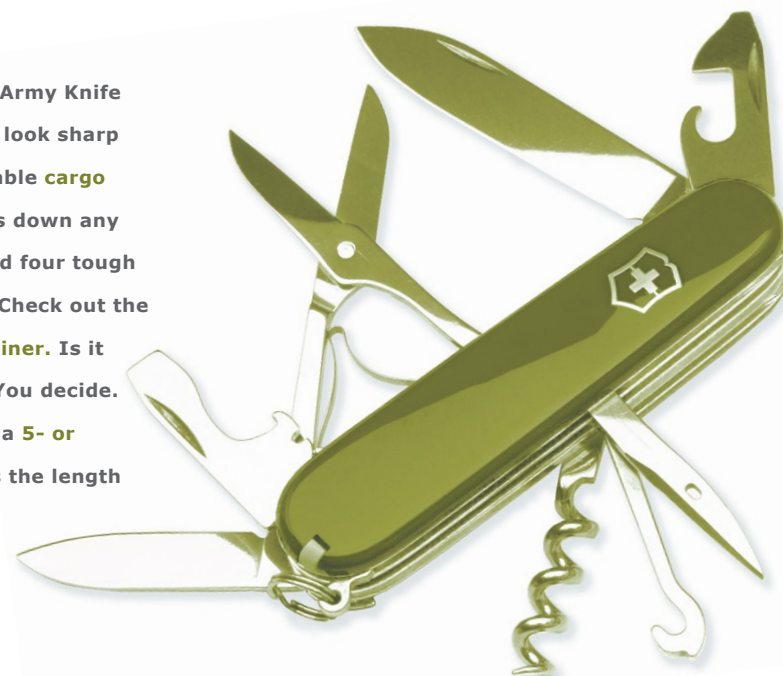 Army Knife
look sharp
able cargo
s down any
d four tough
Check out the
iner. Is it
You decide.
a 5- or
s the length